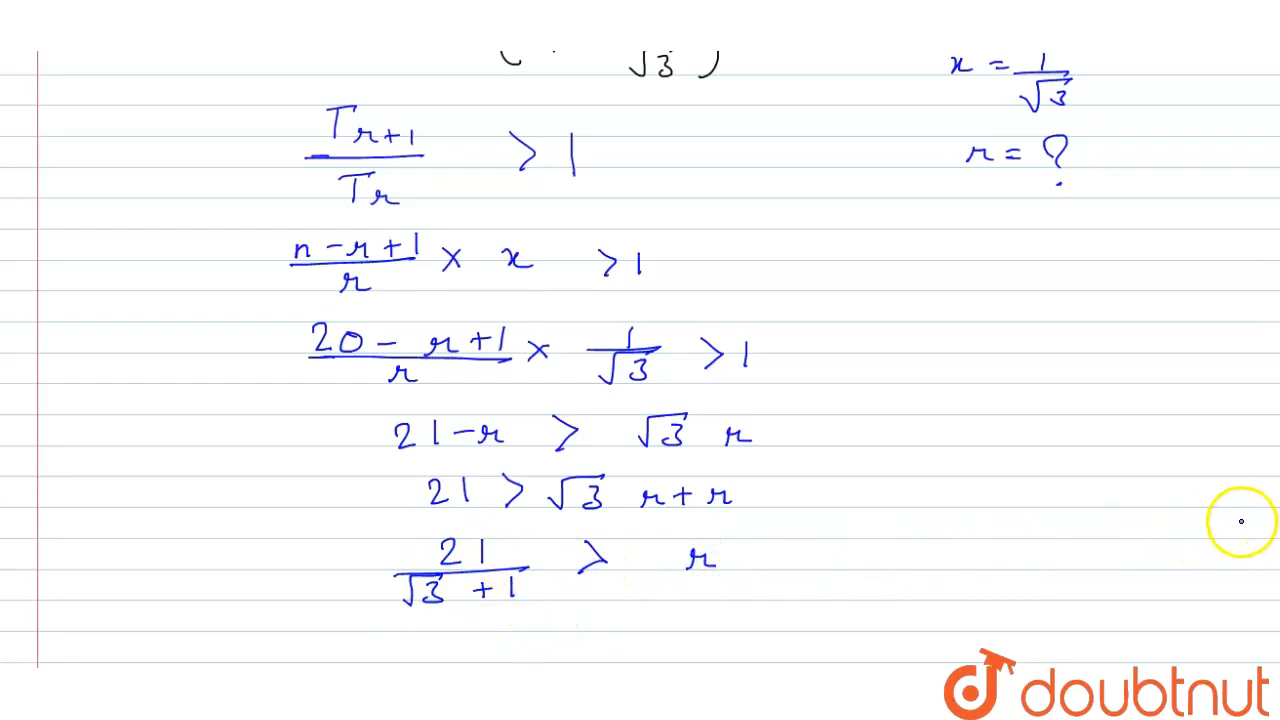 √3 )
x = 1/√3
T_{r+1}/T_r > 1
r = ?
n-r+1/r × x > 1
20-r+1/r × 1/√3 > 1
21-r > √3 r
21 > √3 r+r
21/√3+1 > r
doubtnut